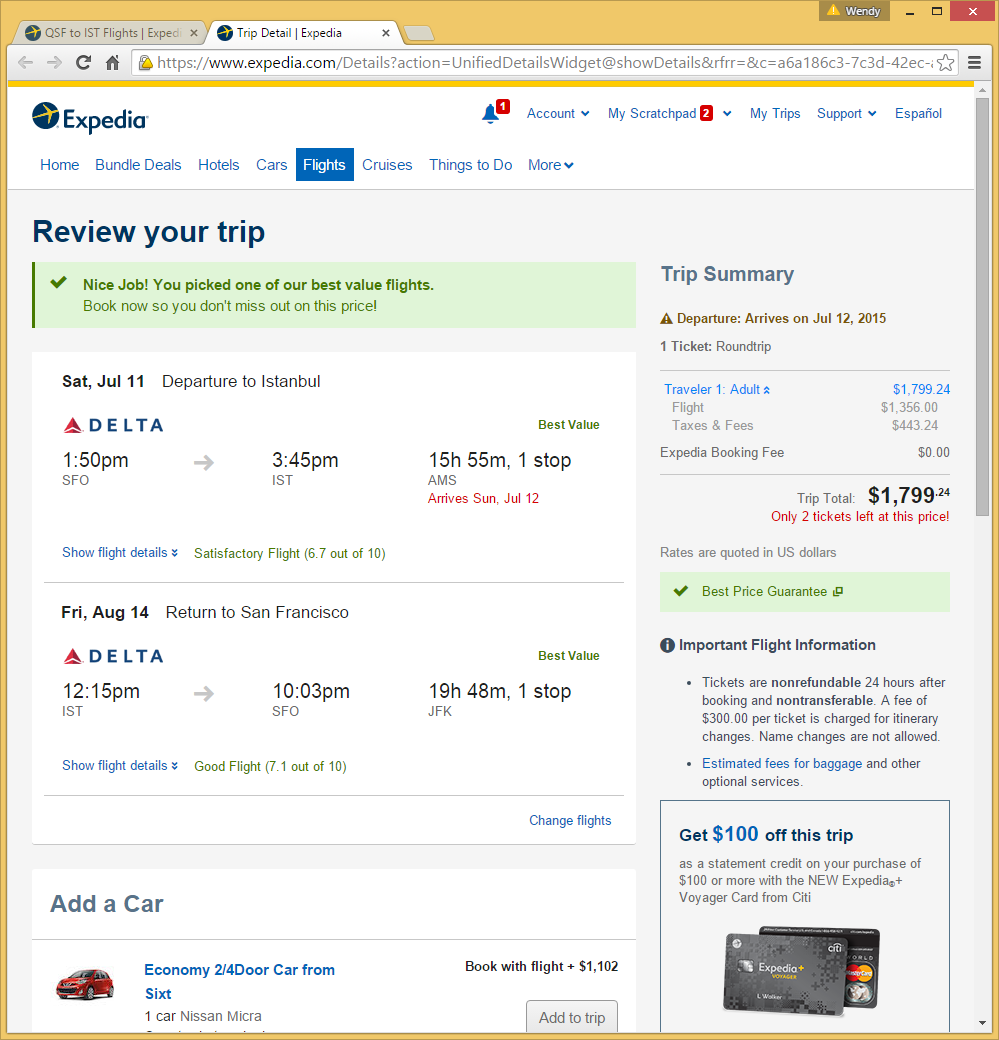 Wendy
QSF to IST Flights | Exped
Trip Detail | Expedia
https://www.expedia.com/Details?action=UnifiedDetailsWidget@showDetails&rfrr=&c=a6a186c3-7c3d-42ec-
Expedia
1
Account
My Scratchpad 2
My Trips
Support
Español
Home
Bundle Deals
Hotels
Cars
Flights
Cruises
Things to Do
More
Review your trip
Nice Job! You picked one of our best value flights.
Book now so you don't miss out on this price!
Sat, Jul 11 Departure to Istanbul
DELTA
Best Value
1:50pm 3:45pm 15h 55m, 1 stop
SFO IST AMS
Arrives Sun, Jul 12
Show flight details Satisfactory Flight (6.7 out of 10)
Fri, Aug 14 Return to San Francisco
DELTA
Best Value
12:15pm 10:03pm 19h 48m, 1 stop
IST SFO JFK
Show flight details Good Flight (7.1 out of 10)
Change flights
Add a Car
Economy 2/4Door Car from
Sixt
Book with flight + $1,102
1 car Nissan Micra
Add to trip
Trip Summary
Departure: Arrives on Jul 12, 2015
1 Ticket: Roundtrip
Traveler 1: Adult $1,799.24
Flight $1,356.00
Taxes & Fees $443.24
Expedia Booking Fee $0.00
Trip Total: $1,799.24
Only 2 tickets left at this price!
Rates are quoted in US dollars
Best Price Guarantee
Important Flight Information
• Tickets are nonrefundable 24 hours after
booking and nontransferable. A fee of
$300.00 per ticket is charged for itinerary
changes. Name changes are not allowed.
• Estimated fees for baggage and other
optional services.
Get $100 off this trip
as a statement credit on your purchase of
$100 or more with the NEW Expedia®+
Voyager Card from Citi
citi
Expedia+
VOYAGER
L Walker
WORLD
MasterCard